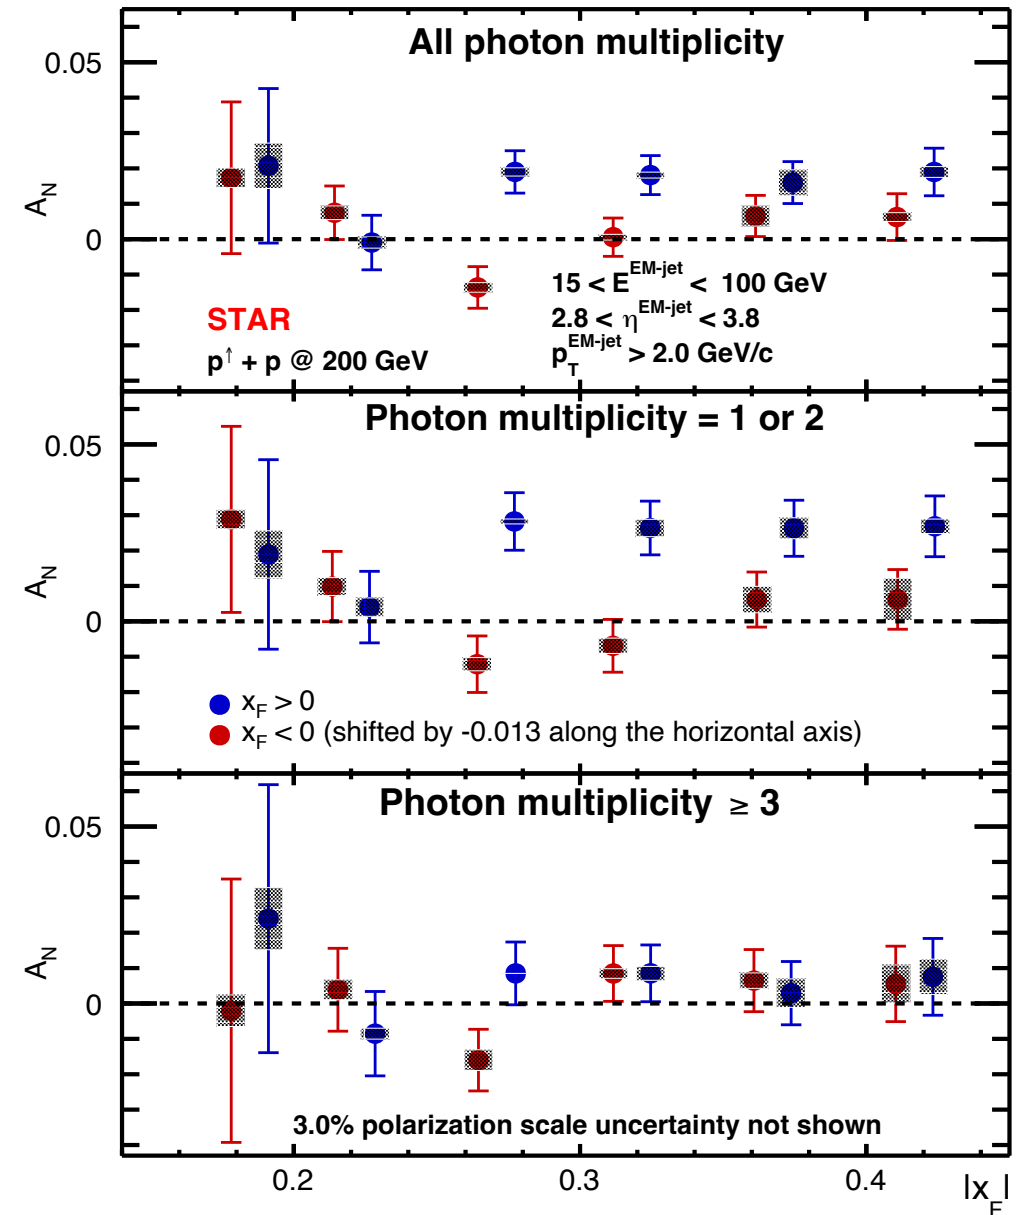 All photon multiplicity
0.05
A_N
0
15 < E^EM-jet < 100 GeV
STAR
2.8 < η^EM-jet < 3.8
p↑ + p @ 200 GeV
p_T^EM-jet > 2.0 GeV/c
Photon multiplicity = 1 or 2
0.05
A_N
0
x_F > 0
x_F < 0 (shifted by -0.013 along the horizontal axis)
Photon multiplicity ≥ 3
0.05
A_N
0
3.0% polarization scale uncertainty not shown
0.2 0.3 0.4 |x_F|